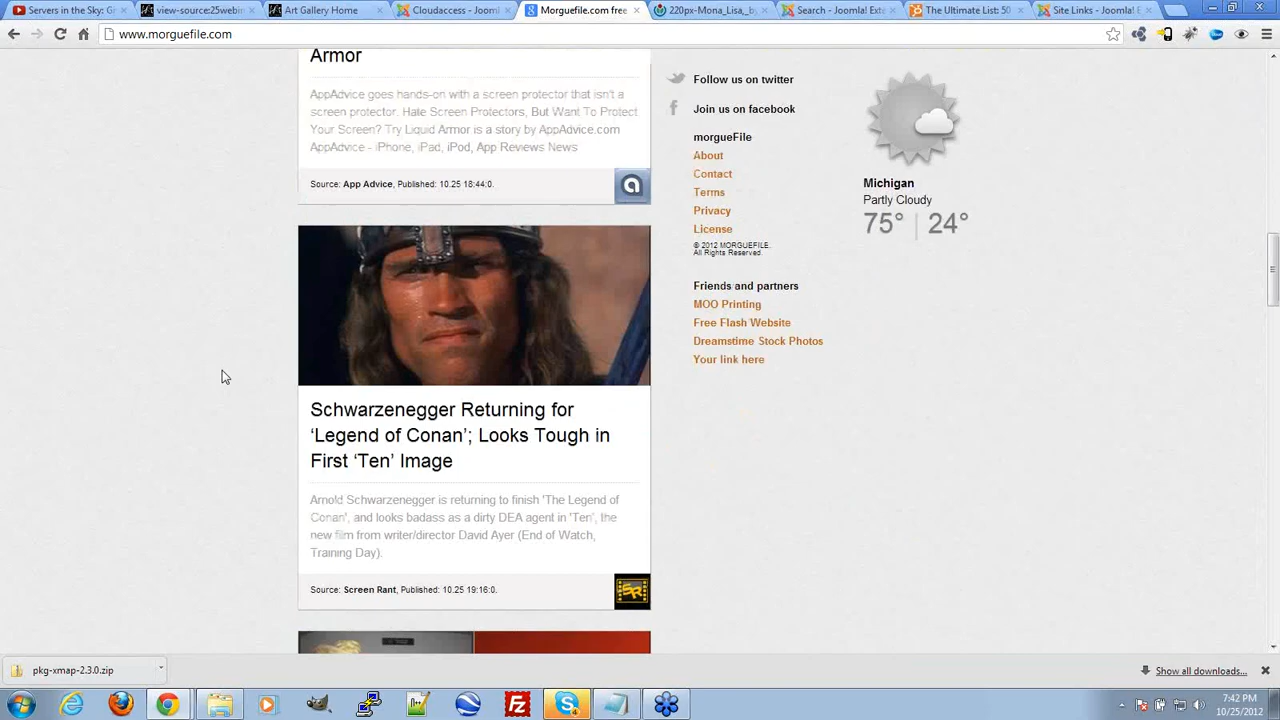 Servers in the Sky: Gi
view-source:25webin
Art Gallery Home
Cloudaccess - Joomla
Morguefile.com free
220px-Mona_Lisa,_by
Search - Joomla! Exte
The Ultimate List: 50
Site Links - Joomla! E
www.morguefile.com
Armor
AppAdvice goes hands-on with a screen protector that isn't a
screen protector. Hate Screen Protectors, But Want To Protect
Your Screen? Try Liquid Armor is a story by AppAdvice.com
AppAdvice - iPhone, iPad, iPod, App Reviews News
Source: App Advice, Published: 10.25 18:44:0.
Schwarzenegger Returning for
‘Legend of Conan’; Looks Tough in
First ‘Ten’ Image
Arnold Schwarzenegger is returning to finish 'The Legend of
Conan', and looks badass as a dirty DEA agent in 'Ten', the
new film from writer/director David Ayer (End of Watch,
Training Day).
Source: Screen Rant, Published: 10.25 19:16:0.
SR
Follow us on twitter
Join us on facebook
morgueFile
About
Contact
Terms
Privacy
License
© 2012 MORGUEFILE.
All Rights Reserved.
Friends and partners
MOO Printing
Free Flash Website
Dreamstime Stock Photos
Your link here
Michigan
Partly Cloudy
75° | 24°
pkg-xmap-2.3.0.zip
Show all downloads...
7:42 PM
10/25/2012